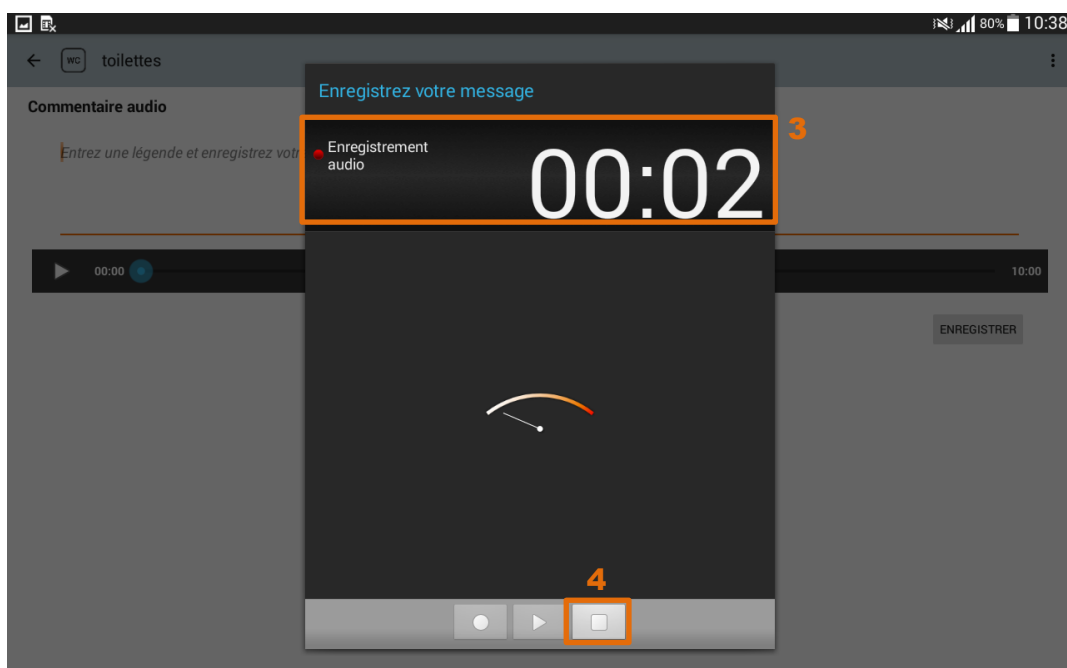 80% 10:38
WC toilettes
Enregistrez votre message
Commentaire audio
3
Enregistrement
audio
00:02
Entrez une légende et enregistrez votr
00:00
10:00
ENREGISTRER
4